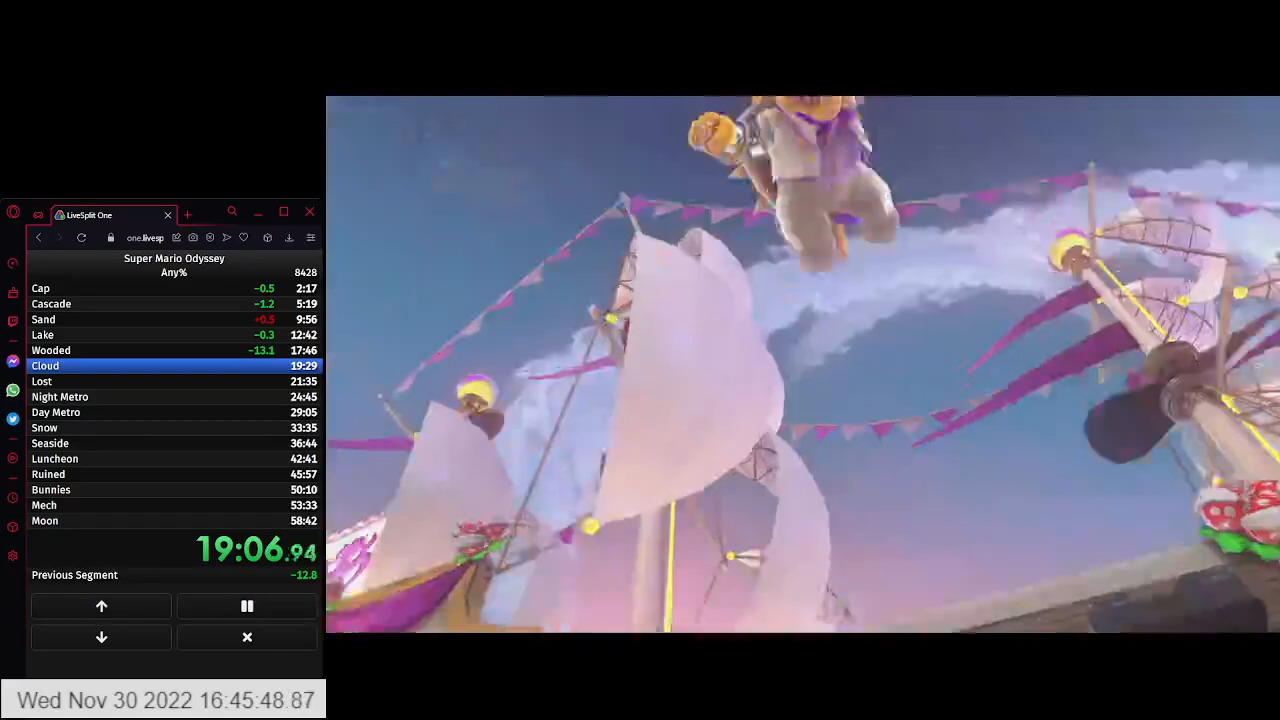 LiveSplit One
one.livesp
Super Mario Odyssey
Any% 8428
Cap −0.5 2:17
Cascade −1.2 5:19
Sand +0.5 9:56
Lake −0.3 12:42
Wooded −13.1 17:46
Cloud 19:29
Lost 21:35
Night Metro 24:45
Day Metro 29:05
Snow 33:35
Seaside 36:44
Luncheon 42:41
Ruined 45:57
Bunnies 50:10
Mech 53:33
Moon 58:42
19:06.94
Previous Segment −12.8
Wed Nov 30 2022 16:45:48.87